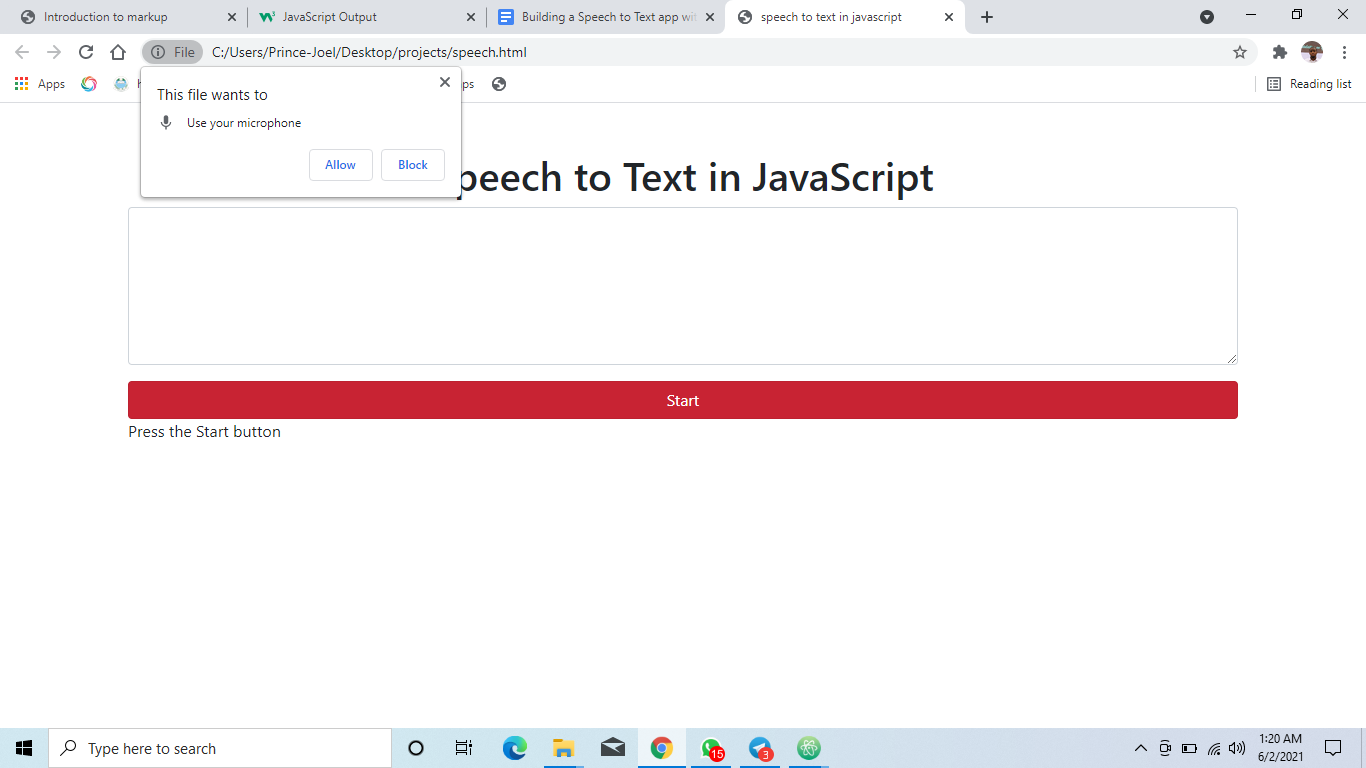 Introduction to markup
JavaScript Output
Building a Speech to Text app wi
speech to text in javascript
File
C:/Users/Prince-Joel/Desktop/projects/speech.html
Apps
ps
Reading list
This file wants to
Use your microphone
Allow
Block
peech to Text in JavaScript
Start
Press the Start button
Type here to search
15
3
1:20 AM
6/2/2021